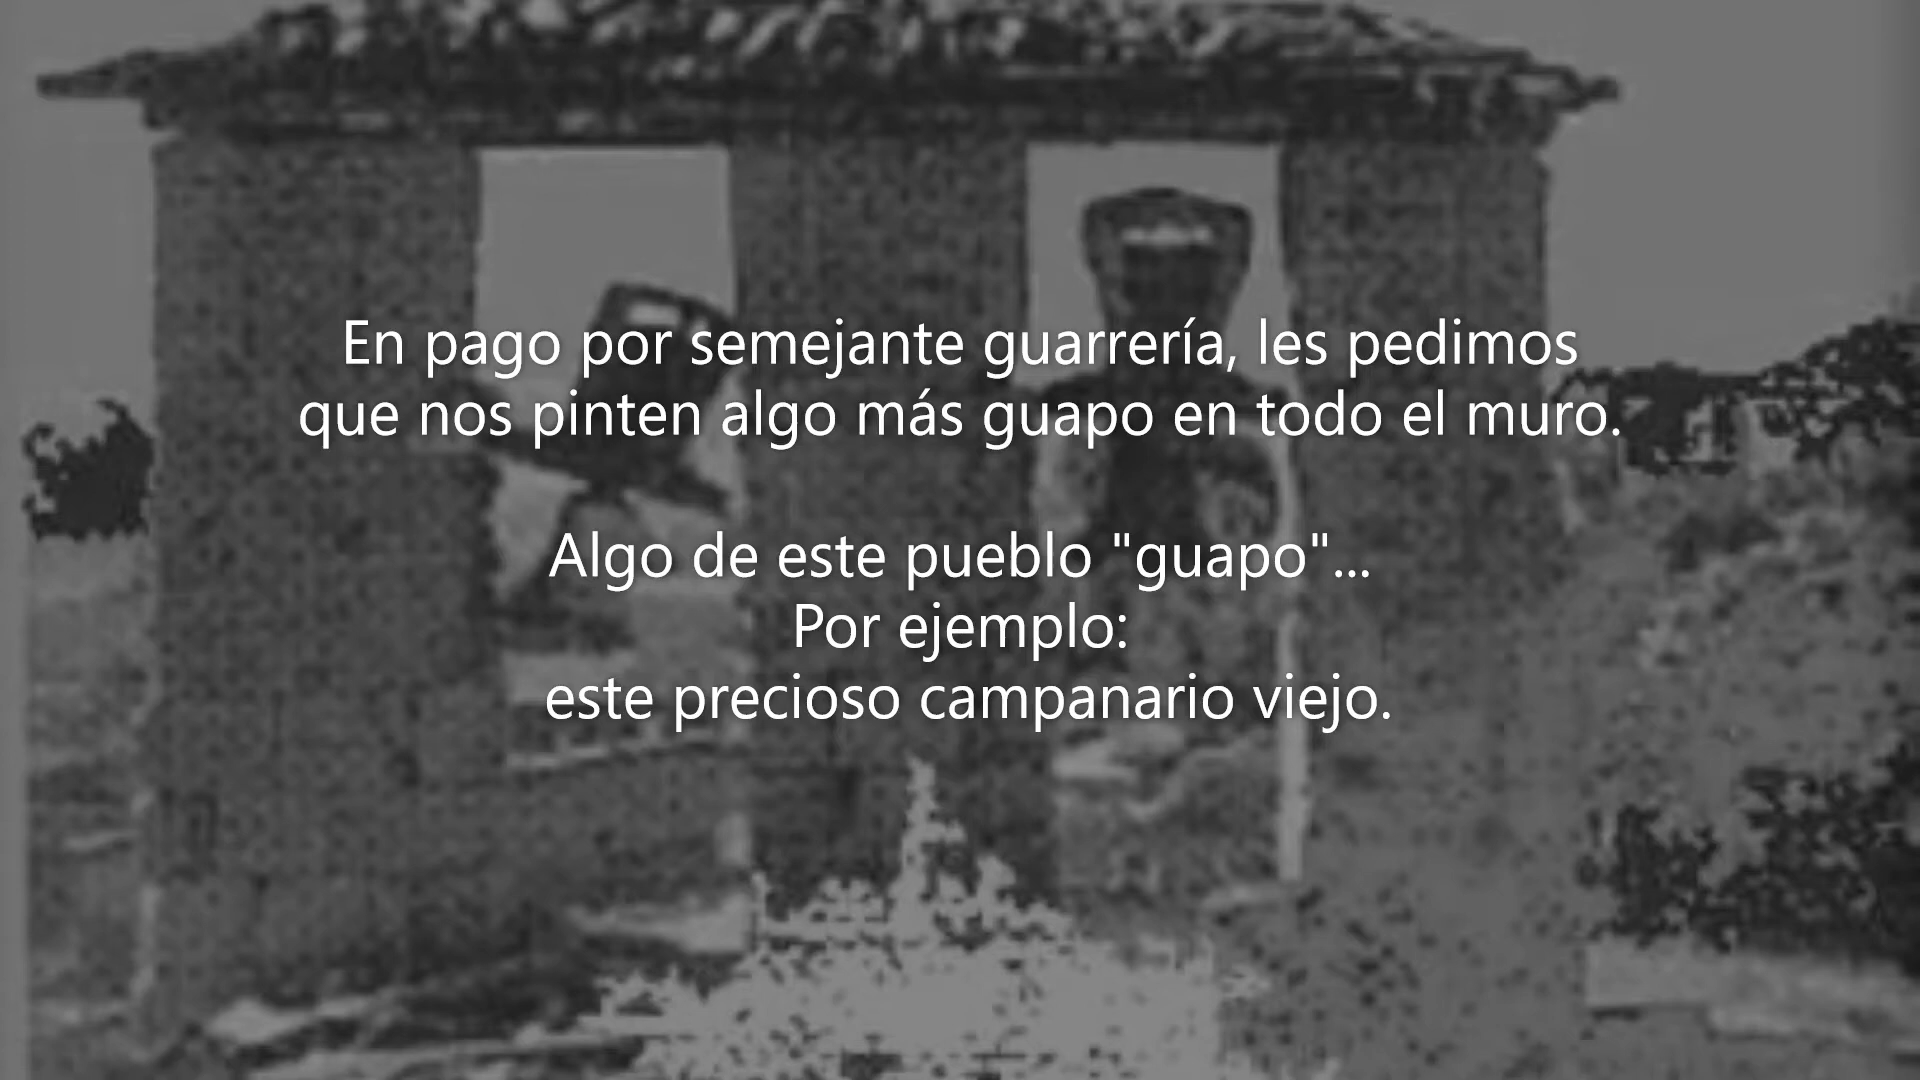 En pago por semejante guarrería, les pedimos
que nos pinten algo más guapo en todo el muro.
Algo de este pueblo "guapo"...
Por ejemplo:
este precioso campanario viejo.